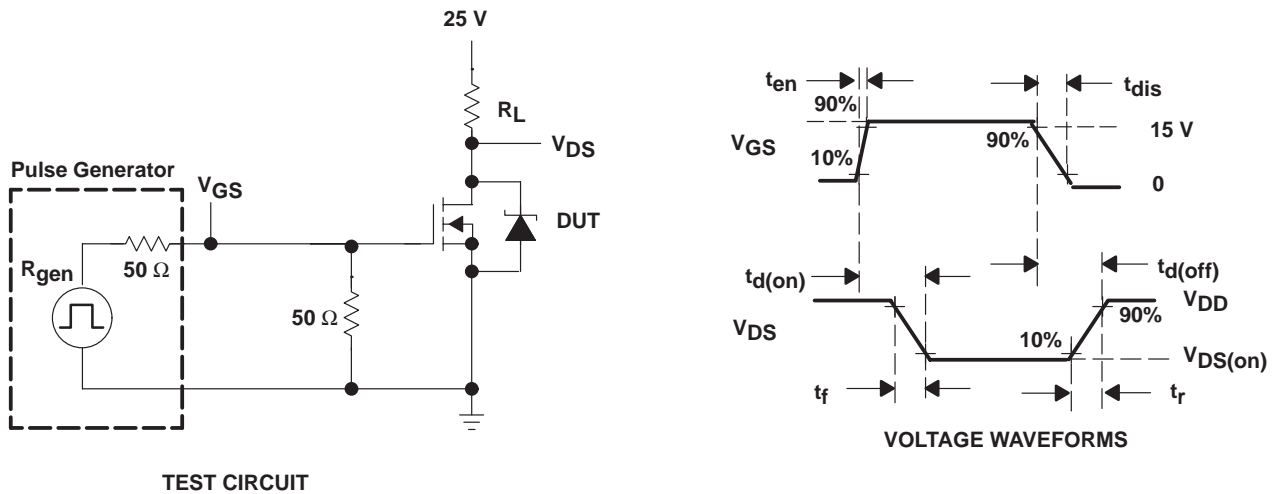 25 V
RL
VDS
Pulse Generator
VGS
DUT
Rgen
50 Ω
50 Ω
TEST CIRCUIT
ten
tdis
90%
15 V
VGS
90%
10%
0
td(on)
td(off)
VDD
VDS
90%
10%
VDS(on)
tf
tr
VOLTAGE WAVEFORMS